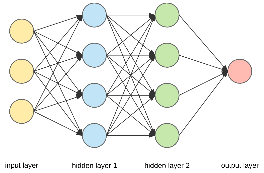 input layer
hidden layer 1
hidden layer 2
output layer